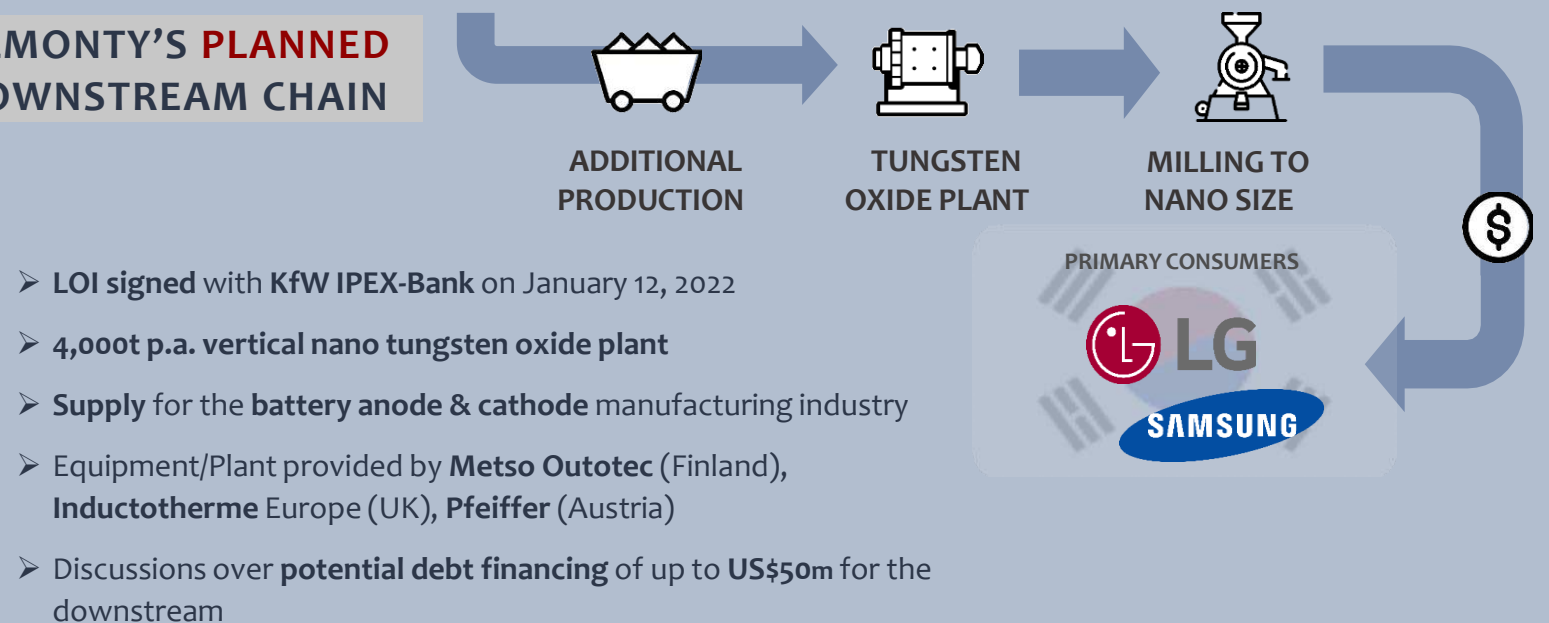 MONTY'S PLANNED
OWNSTREAM CHAIN
ADDITIONAL
PRODUCTION
TUNGSTEN
OXIDE PLANT
MILLING TO
NANO SIZE
$
➢ LOI signed with KfW IPEX-Bank on January 12, 2022
➢ 4,000t p.a. vertical nano tungsten oxide plant
➢ Supply for the battery anode & cathode manufacturing industry
➢ Equipment/Plant provided by Metso Outotec (Finland),
Inductotherme Europe (UK), Pfeiffer (Austria)
➢ Discussions over potential debt financing of up to US$50m for the
downstream
PRIMARY CONSUMERS
LG
SAMSUNG